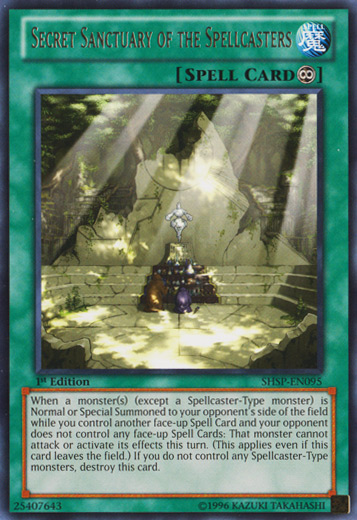 Secret Sanctuary of the Spellcasters
[Spell Card]
1st Edition SHSP-EN095
When a monster(s) (except a Spellcaster-Type monster) is
Normal or Special Summoned to your opponent's side of the field
while you control another face-up Spell Card and your opponent
does not control any face-up Spell Cards: That monster cannot
attack or activate its effects this turn. (This applies even if this
card leaves the field.) If you do not control any Spellcaster-Type
monsters, destroy this card.
25407643 ©1996 KAZUKI TAKAHASHI